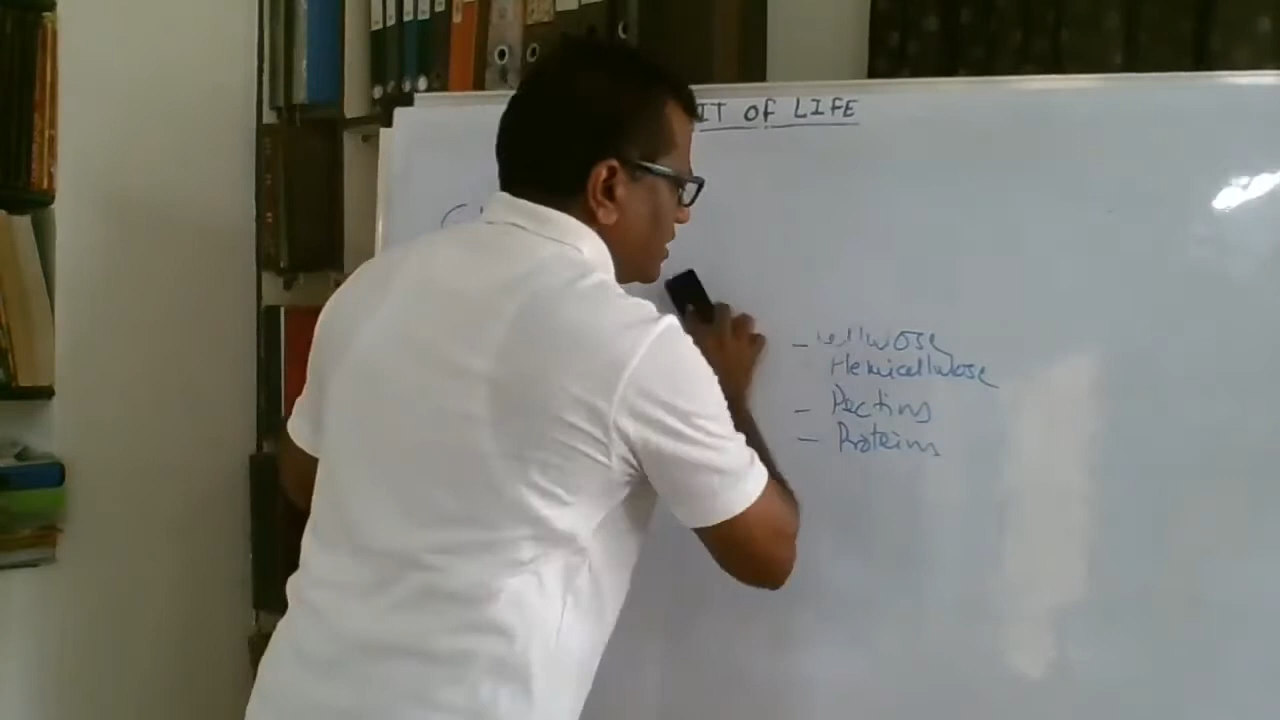 IT OF LIFE
- Cellulose
Hemicellulose
- Pectins
- Proteins